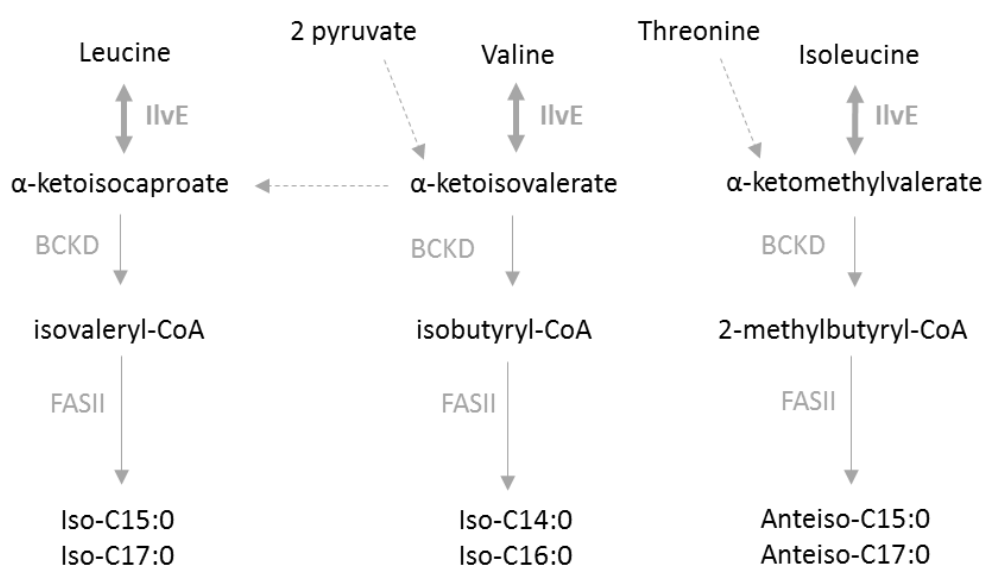 2 pyruvate
Threonine
Leucine
Valine
Isoleucine
IlvE
IlvE
IlvE
α-ketoisocaproate
α-ketoisovalerate
α-ketomethylvalerate
BCKD
BCKD
BCKD
isovaleryl-CoA
isobutyryl-CoA
2-methylbutyryl-CoA
FASII
FASII
FASII
Iso-C15:0
Iso-C14:0
Anteiso-C15:0
Iso-C17:0
Iso-C16:0
Anteiso-C17:0